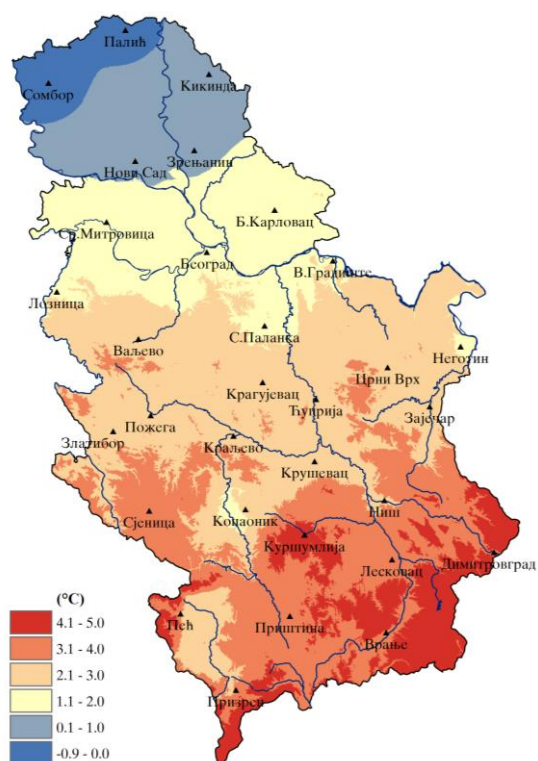 Палић
Сомбор
Кикинда
Зрењанин
Нови Сад
Б.Карловац
Ср.Митровица
Београд
В.Градиште
Лозница
С.Паланка
Ваљево
Неготин
Црни Врх
Крагујевац
Ћуприја
Зајечар
Пожега
Златибор
Краљево
Крушевац
Ниш
Сјеница
Копаоник
Куршумлија
Димитровград
Лесковац
(°C)
4.1 - 5.0
3.1 - 4.0
2.1 - 3.0
1.1 - 2.0
0.1 - 1.0
-0.9 - 0.0
Пећ
Приштина
Врање
Призрен